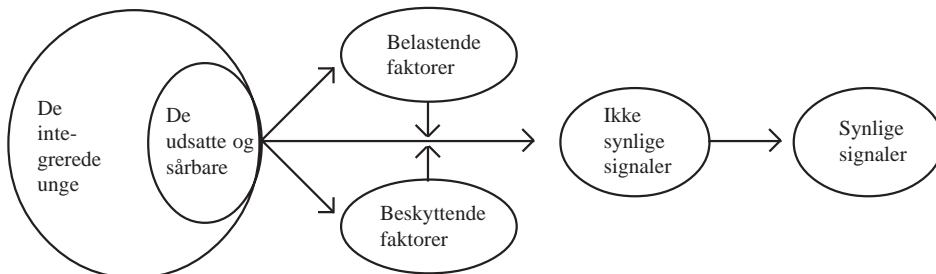 De
inte-
grerede
unge
De
udsatte og
sårbare
Belastende
faktorer
Beskyttende
faktorer
Ikke
synlige
signaler
Synlige
signaler